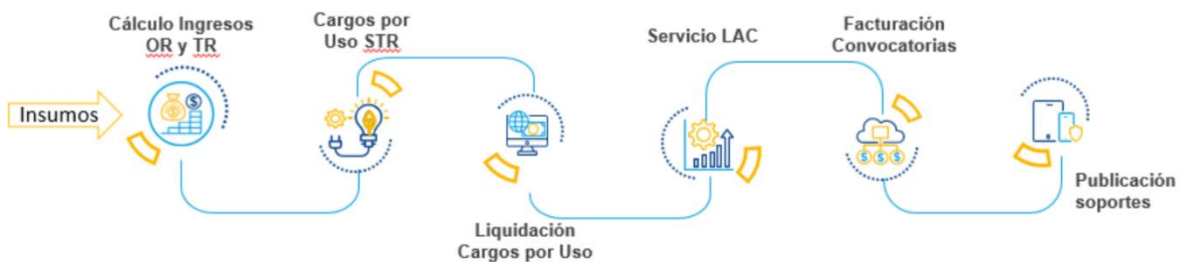 Insumos
Cálculo Ingresos
OR y TR
Cargos por
Uso STR
Liquidación
Cargos por Uso
Servicio LAC
Facturación
Convocatorias
Publicación
soportes